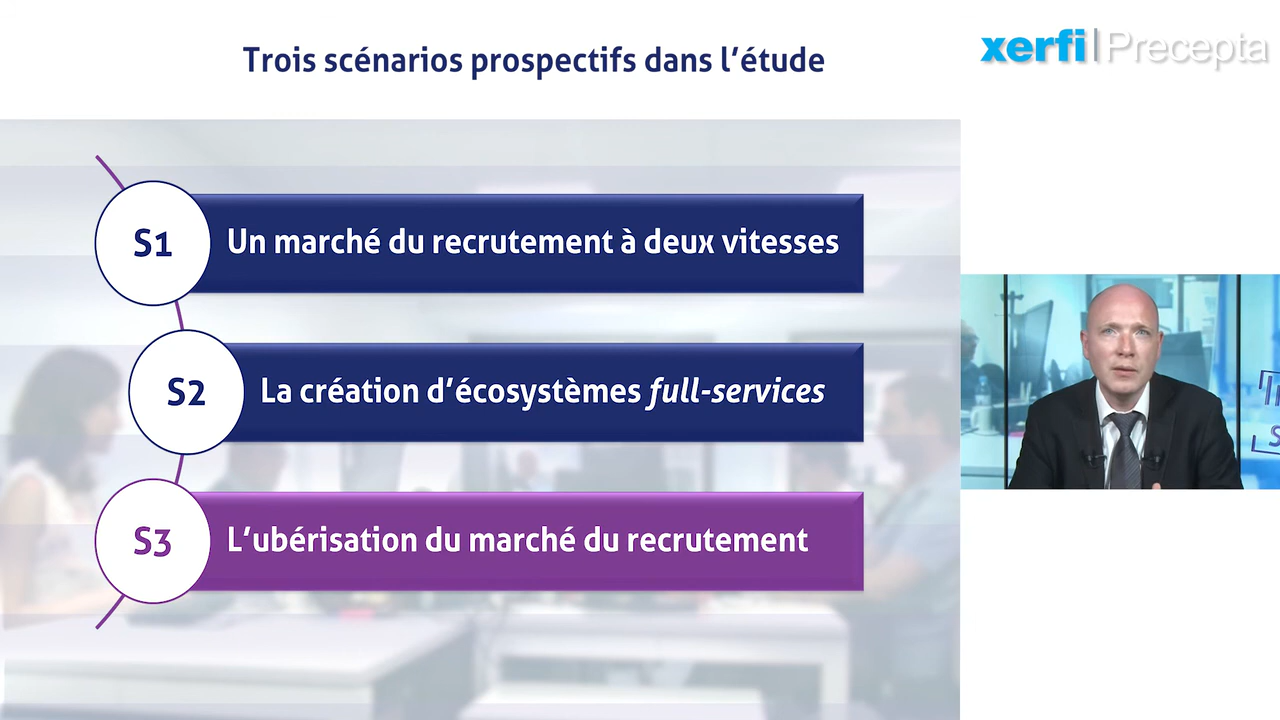 Trois scénarios prospectifs dans l’étude
xerfi|Precepta
S1
Un marché du recrutement à deux vitesses
S2
La création d’écosystèmes full-services
S3
L’ubérisation du marché du recrutement